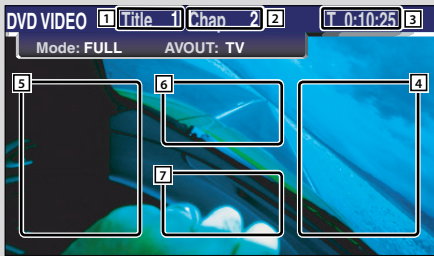 DVD VIDEO 1 Title 1 Chap 2 2 T 0:10:25 3
Mode: FULL AVOUT: TV
5 6 4
7